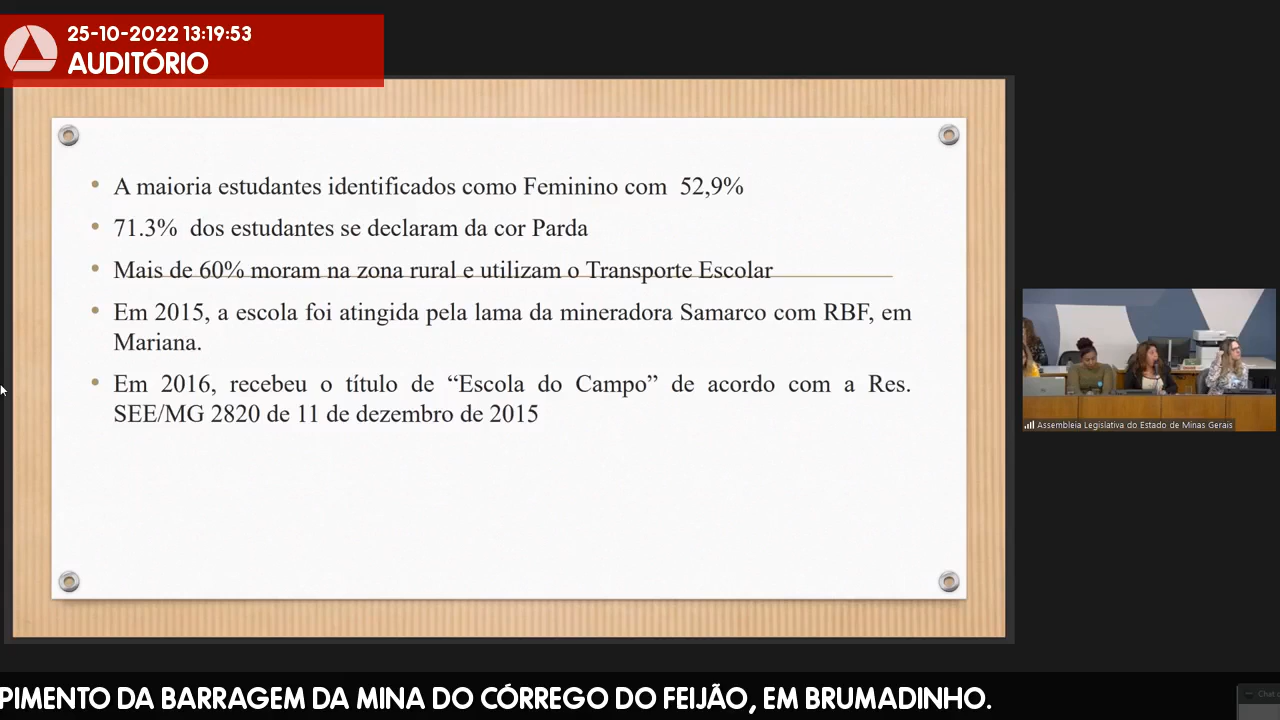 25-10-2022 13:19:53
AUDITÓRIO
• A maioria estudantes identificados como Feminino com 52,9%
• 71.3% dos estudantes se declaram da cor Parda
• Mais de 60% moram na zona rural e utilizam o Transporte Escolar
• Em 2015, a escola foi atingida pela lama da mineradora Samarco com RBF, em
Mariana.
• Em 2016, recebeu o título de “Escola do Campo” de acordo com a Res.
SEE/MG 2820 de 11 de dezembro de 2015
Assembleia Legislativa do Estado de Minas Gerais
PIMENTO DA BARRAGEM DA MINA DO CÓRREGO DO FEIJÃO, EM BRUMADINHO.
Chat